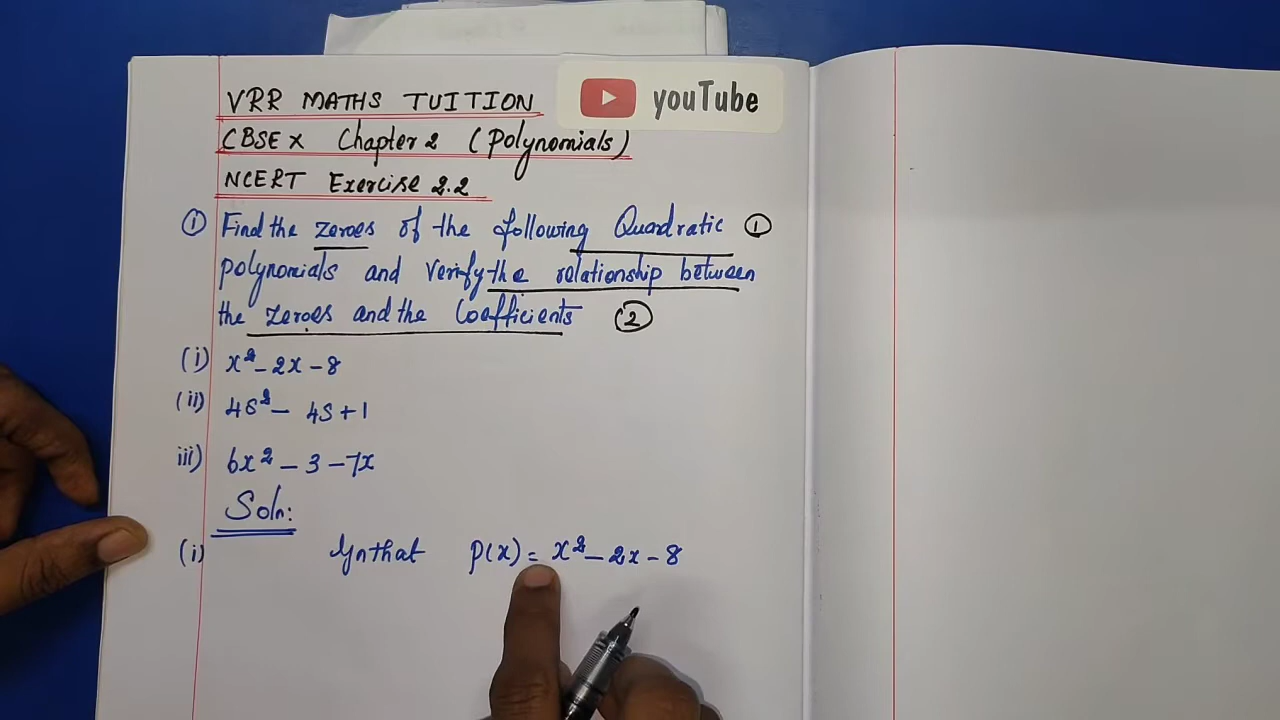 VRR MATHS TUITION
youTube
CBSE X Chapter 2 (Polynomials)
NCERT Exercise 2.2
① Find the zeroes of the following Quadratic ①
polynomials and verify the relationship between
the zeroes and the Coefficients ②
(i) x² - 2x - 8
(ii) 4s² - 4s + 1
iii) 6x² - 3 - 7x
Soln:
(i) Gn that p(x) = x² - 2x - 8